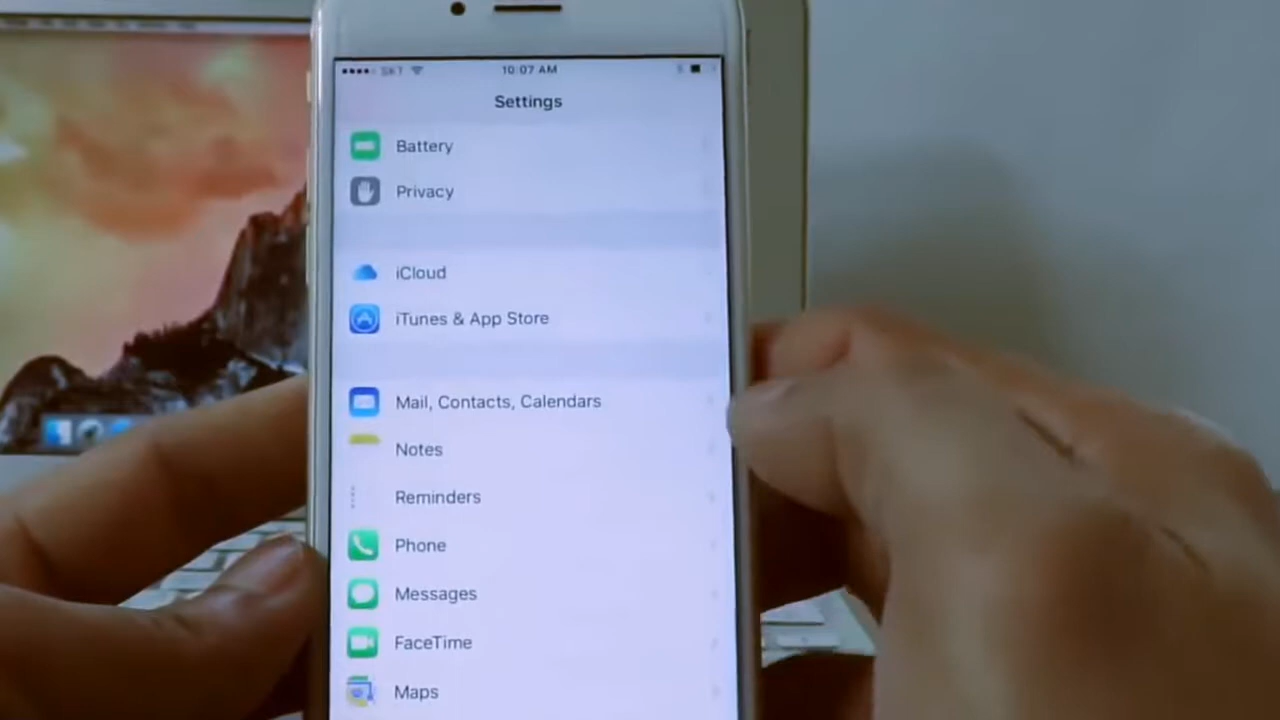 SKT 10:07 AM
Settings
Battery
Privacy
iCloud
iTunes & App Store
Mail, Contacts, Calendars
Notes
Reminders
Phone
Messages
FaceTime
Maps